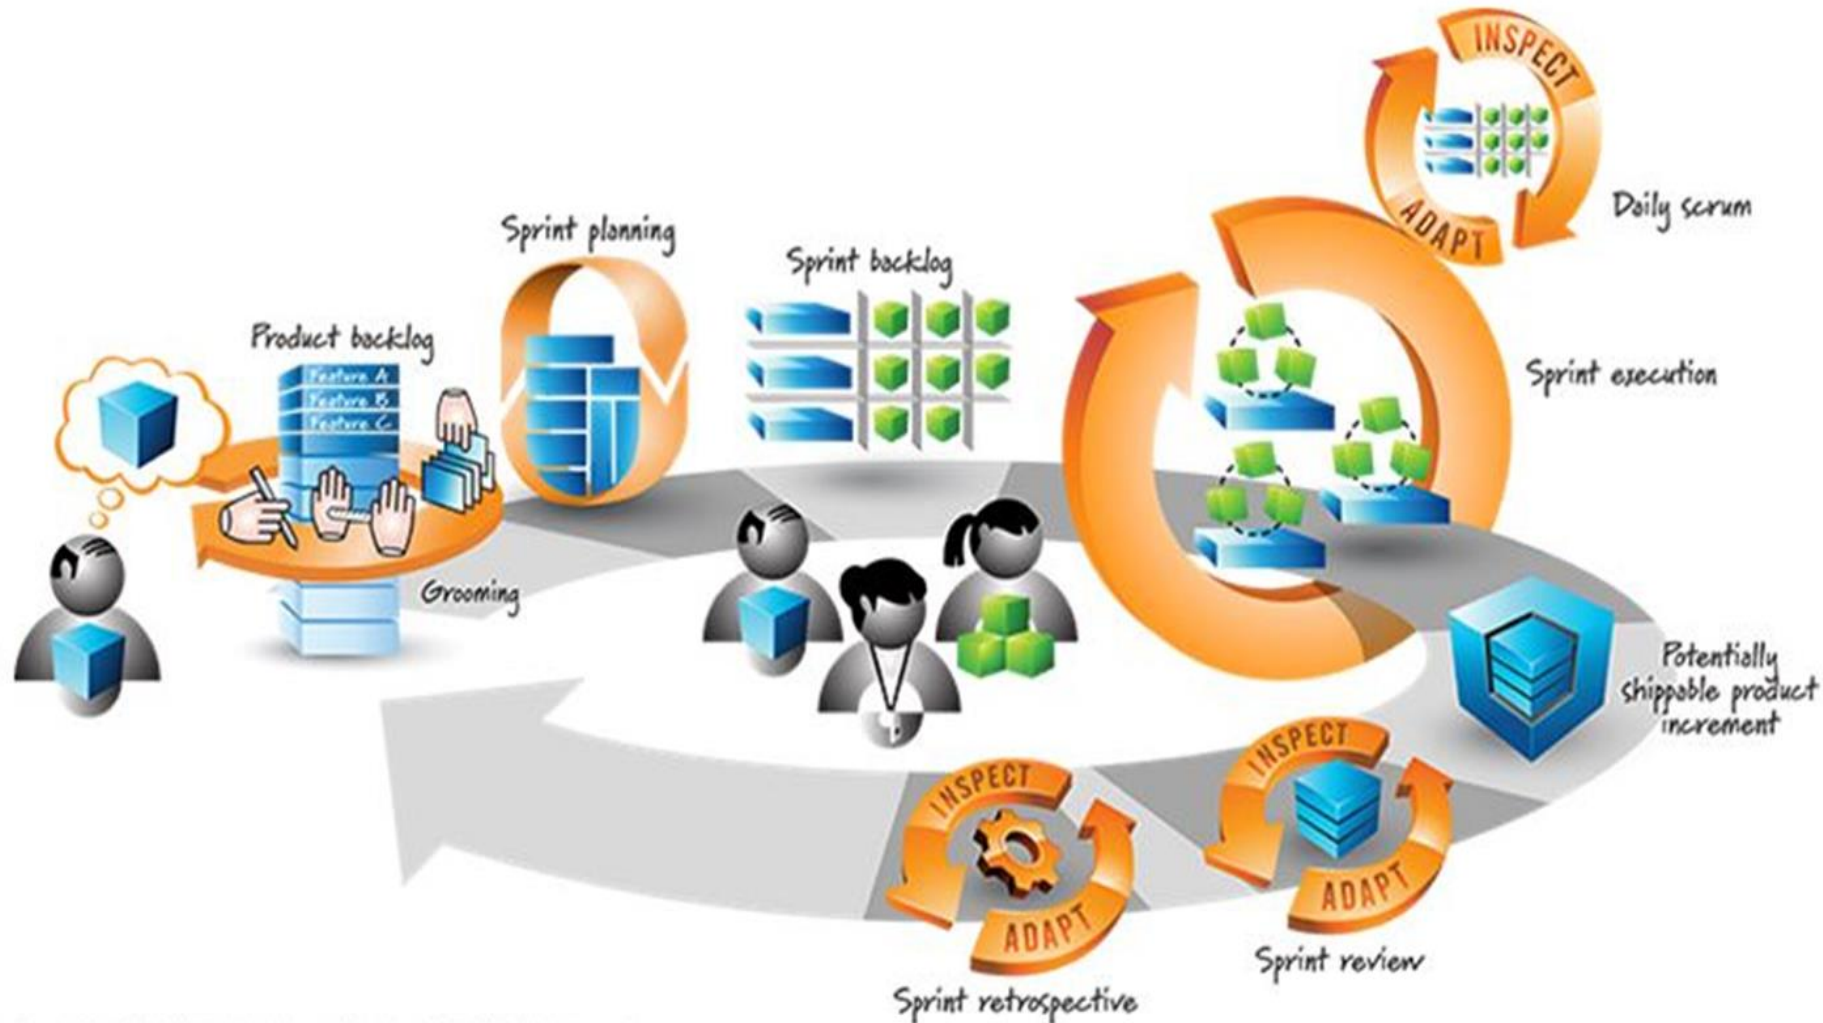 INSPECT
ADAPT
Daily scrum
Sprint planning
Sprint backlog
Product backlog
Feature A
Feature B
Feature C
Sprint execution
Grooming
Potentially
shippable product
increment
INSPECT
ADAPT
Sprint review
INSPECT
ADAPT
Sprint retrospective